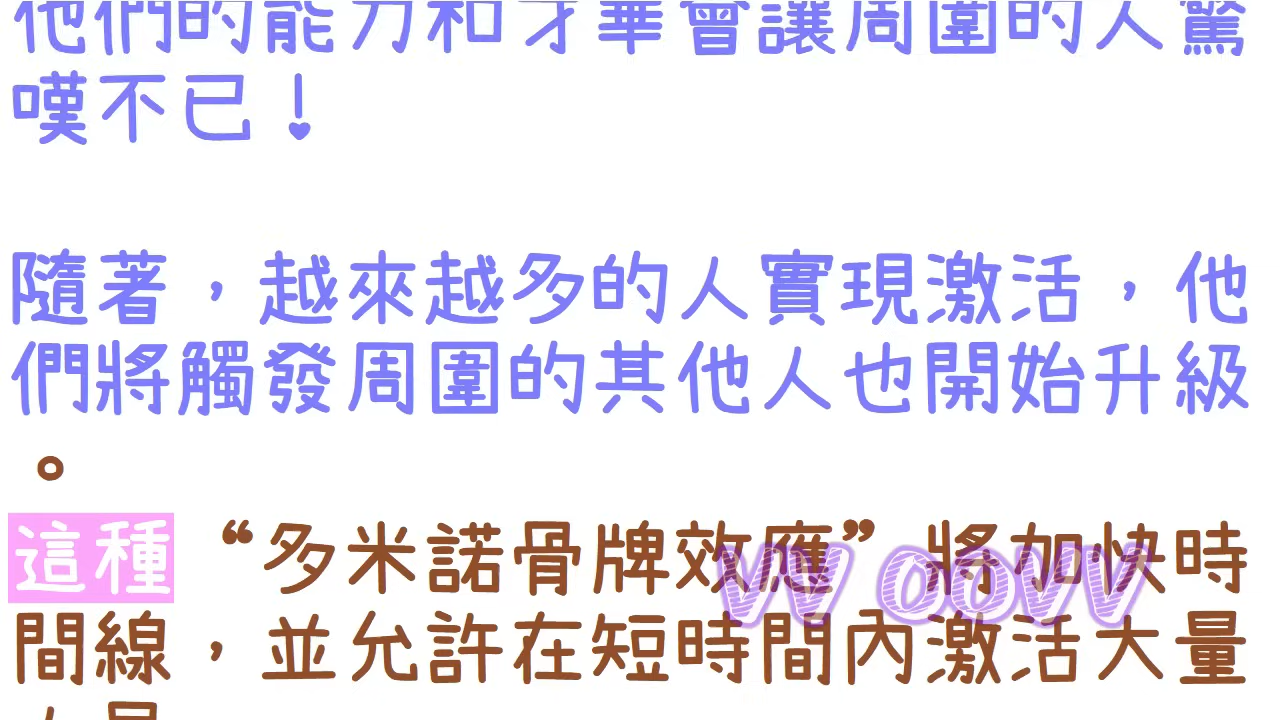 他們的能力和才華會讓周圍的人驚
嘆不已！
隨著，越來越多的人實現激活，他
們將觸發周圍的其他人也開始升級
。
這種“多米諾骨牌效應”將加快時
間線，並允許在短時間內激活大量